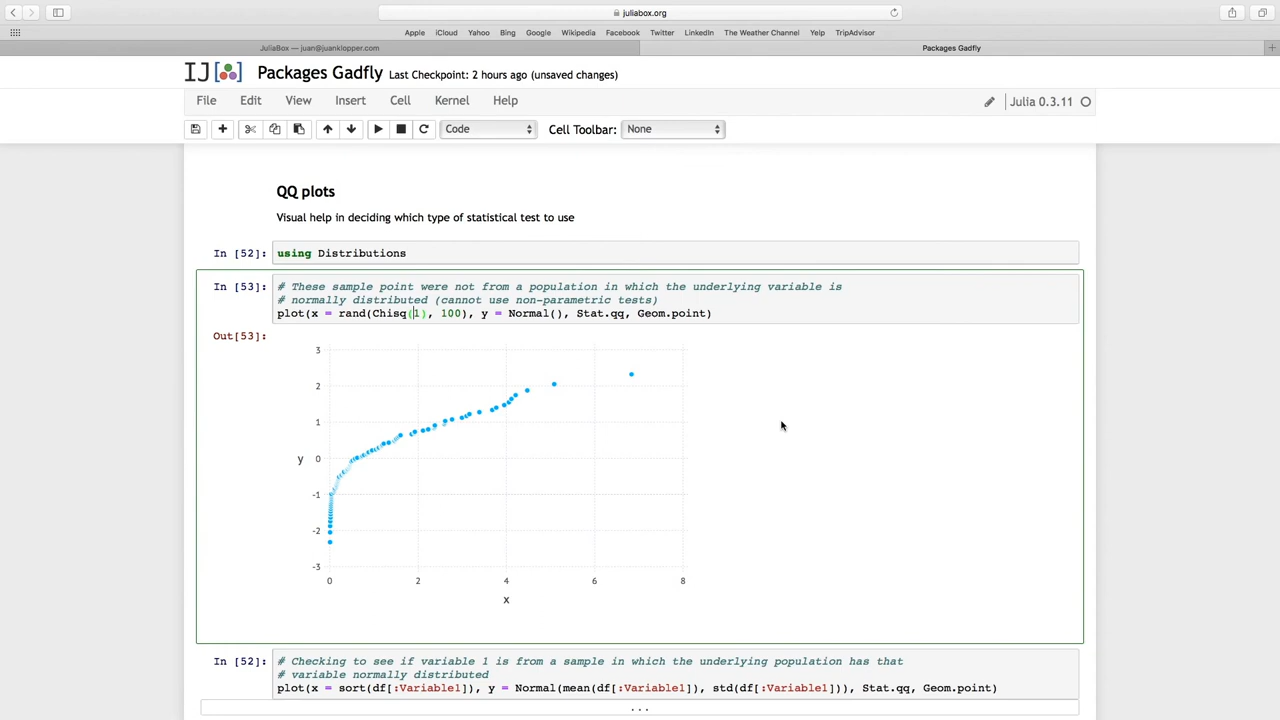 juliabox.org
Apple iCloud Yahoo Bing Google Wikipedia Facebook Twitter LinkedIn The Weather Channel Yelp TripAdvisor
JuliaBox — juan@juanklopper.com Packages Gadfly
IJ Packages Gadfly Last Checkpoint: 2 hours ago (unsaved changes)
File Edit View Insert Cell Kernel Help Julia 0.3.11
Code Cell Toolbar: None
QQ plots
Visual help in deciding which type of statistical test to use
In [52]: using Distributions
In [53]: # These sample point were not from a population in which the underlying variable is
# normally distributed (cannot use non-parametric tests)
plot(x = rand(Chisq(1), 100), y = Normal(), Stat.qq, Geom.point)
Out[53]:
3
2
1
y 0
-1
-2
-3
0 2 4 6 8
x
In [52]: # Checking to see if variable 1 is from a sample in which the underlying population has that
# variable normally distributed
plot(x = sort(df[:Variable1]), y = Normal(mean(df[:Variable1]), std(df[:Variable1])), Stat.qq, Geom.point)
...